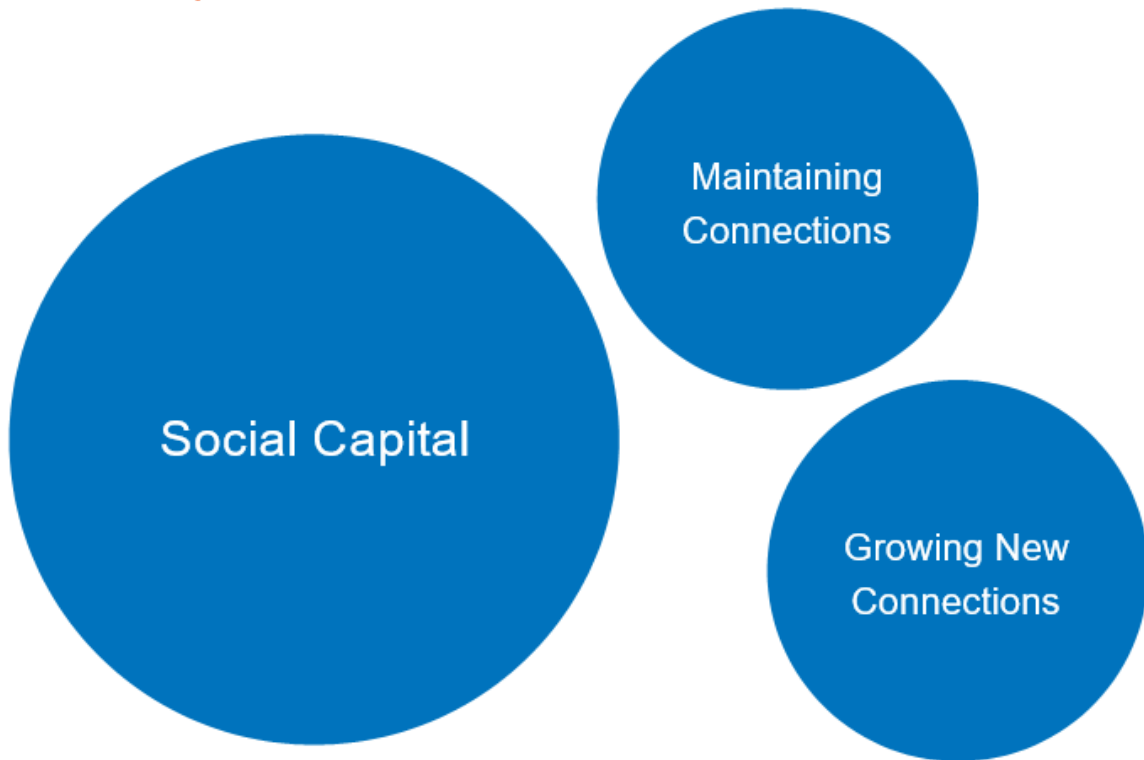 Social Capital
Maintaining
Connections
Growing New
Connections